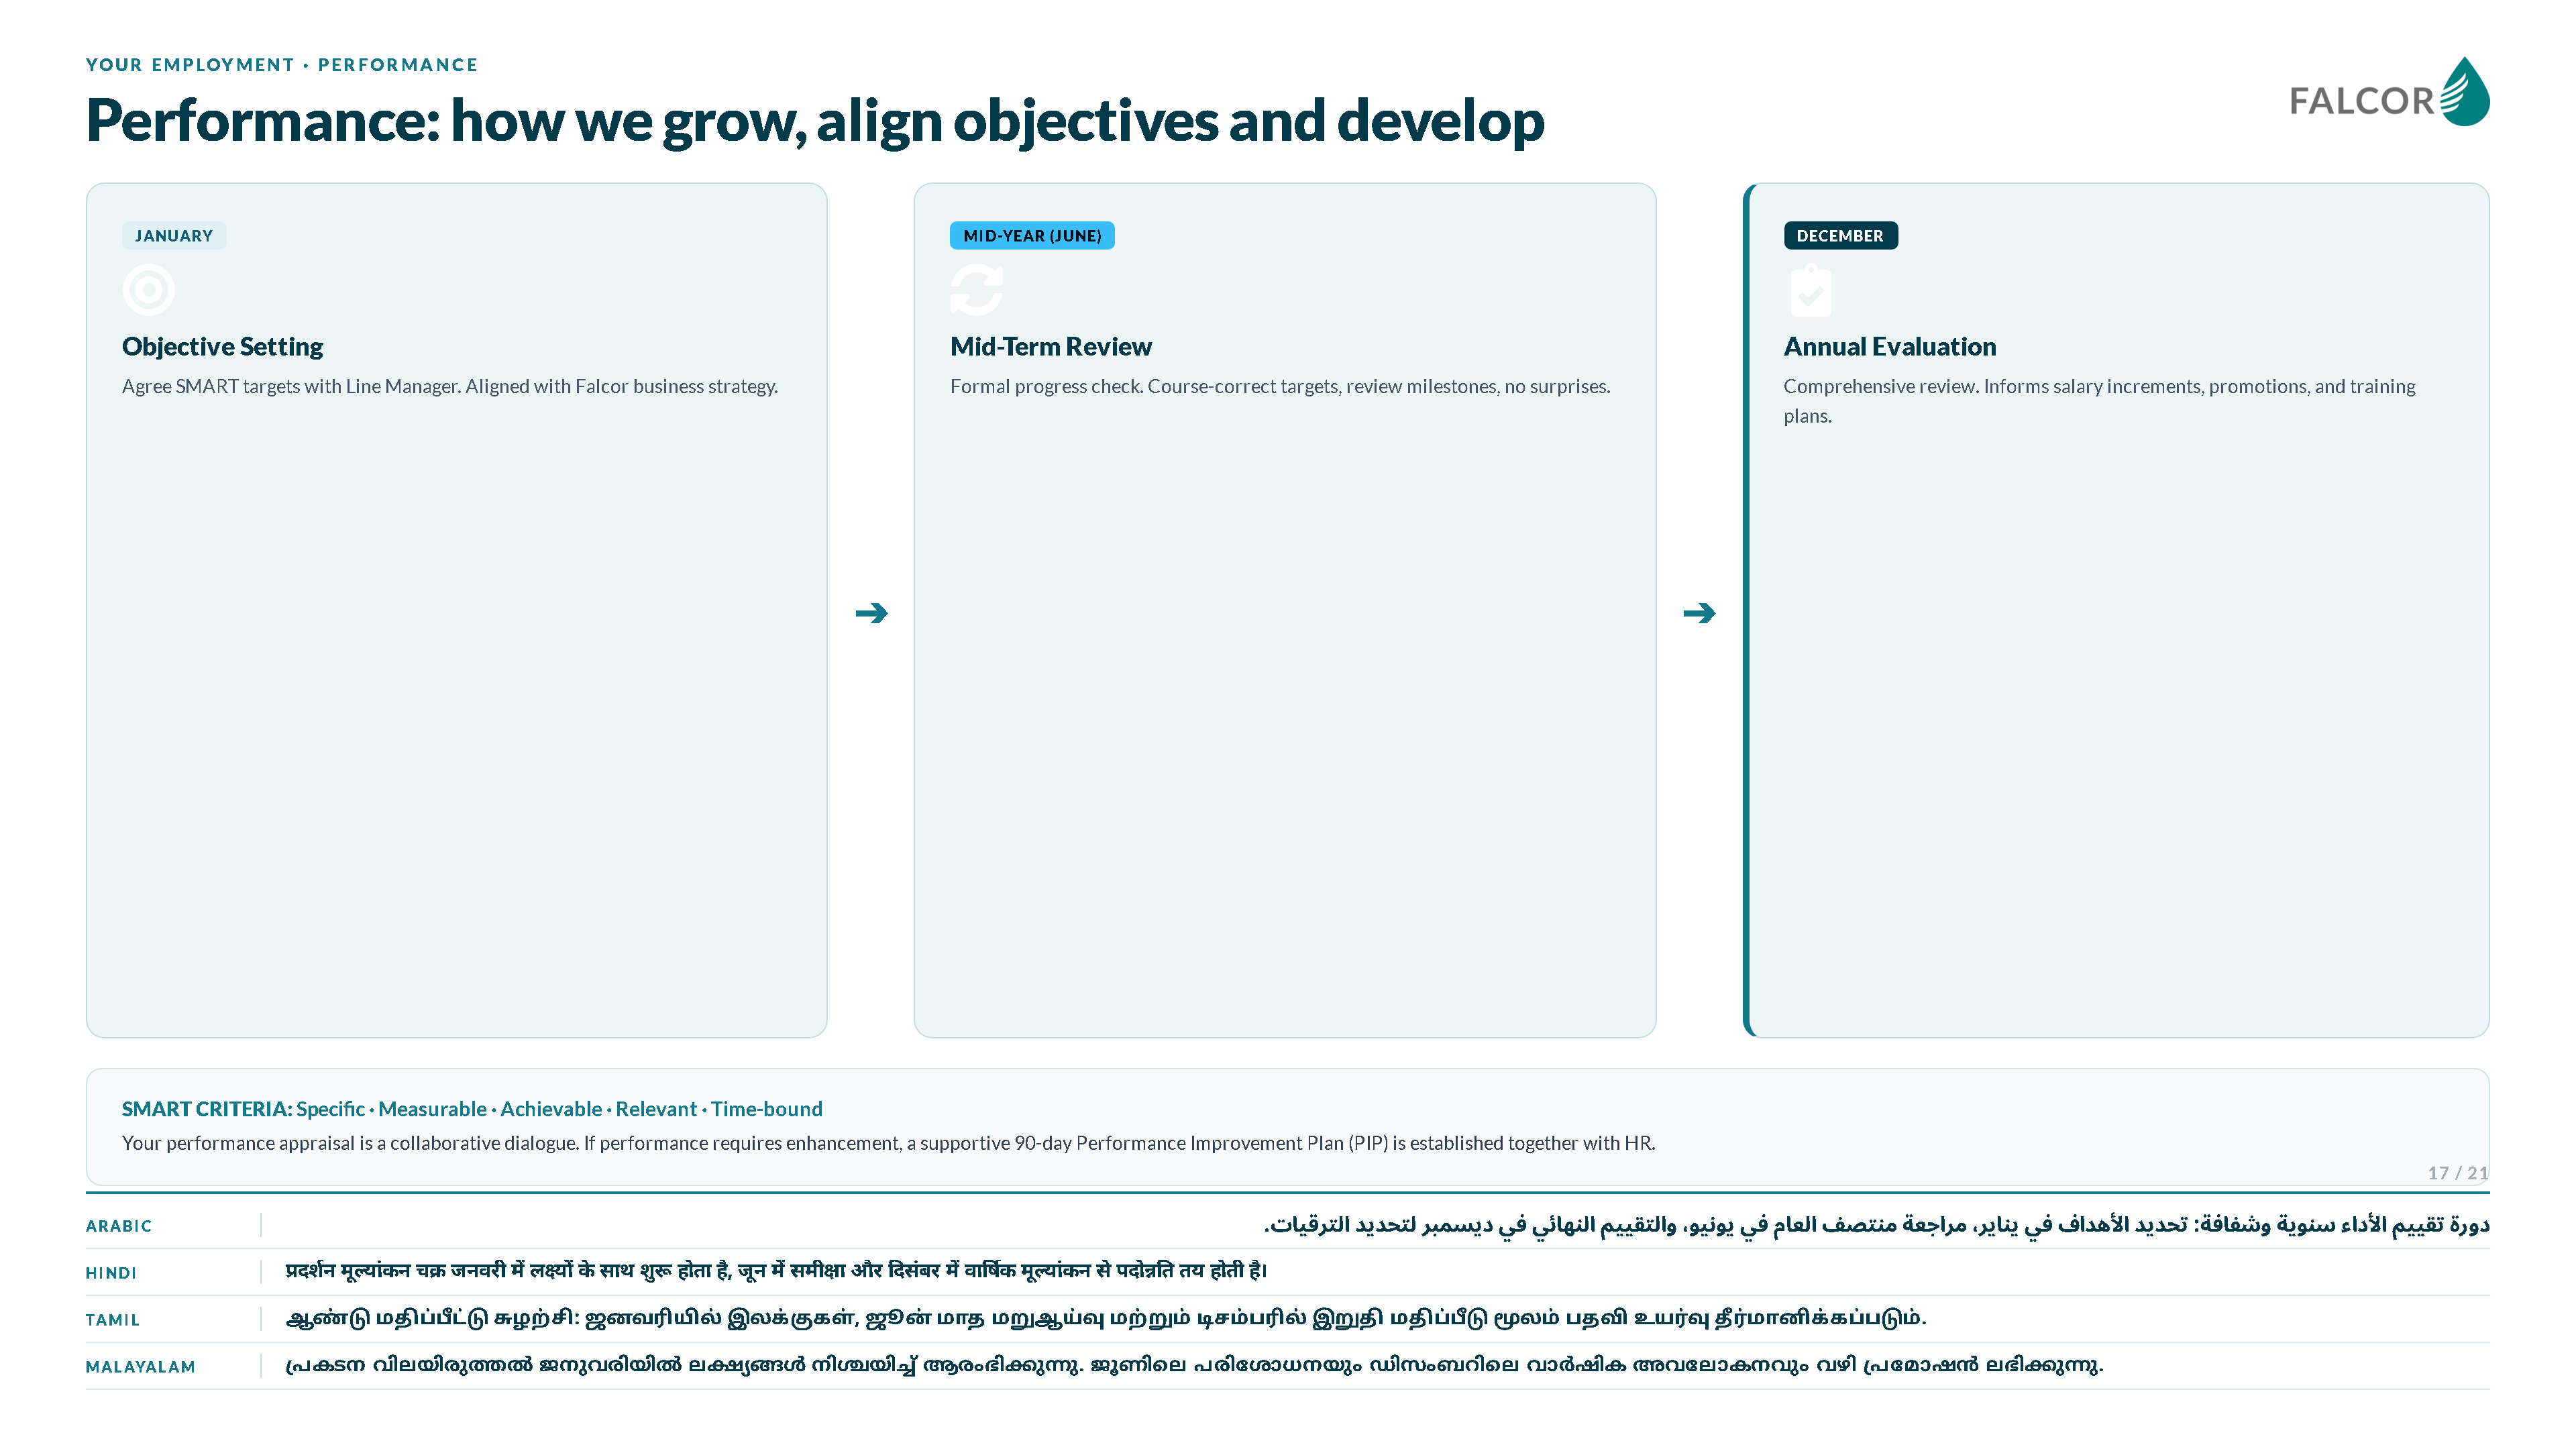 YOUR EMPLOYMENT · PERFORMANCE
Performance: how we grow, align objectives and develop
FALCOR
JANUARY
Objective Setting
Agree SMART targets with Line Manager. Aligned with Falcor business strategy.
➔
MID-YEAR (JUNE)
Mid-Term Review
Formal progress check. Course-correct targets, review milestones, no surprises.
➔
DECEMBER
Annual Evaluation
Comprehensive review. Informs salary increments, promotions, and training
plans.
SMART CRITERIA: Specific · Measurable · Achievable · Relevant · Time-bound
Your performance appraisal is a collaborative dialogue. If performance requires enhancement, a supportive 90-day Performance Improvement Plan (PIP) is established together with HR.
17 / 21
ARABIC
دورة تقييم الأداء سنوية وشفافة: تحديد الأهداف في يناير، مراجعة منتصف العام في يونيو، والتقييم النهائي في ديسمبر لتحديد الترقيات.
HINDI
प्रदर्शन मूल्यांकन चक्र जनवरी में लक्ष्यों के साथ शुरू होता है, जून में समीक्षा और दिसंबर में वार्षिक मूल्यांकन से पदोन्नति तय होती है।
TAMIL
ஆண்டு மதிப்பீட்டு சுழற்சி: ஜனவரியில் இலக்குகள், ஜூன் மாத மறுஆய்வு மற்றும் டிசம்பரில் இறுதி மதிப்பீடு மூலம் பதவி உயர்வு தீர்மானிக்கப்படும்.
MALAYALAM
പ്രകടന വിലയിരുത്തൽ ജനുവരിയിൽ ലക്ഷ്യങ്ങൾ നിശ്ചയിച്ച് ആരംഭിക്കുന്നു. ജൂണിലെ പരിശോധനയും ഡിസംബറിലെ വാർഷിക അവലോകനവും വഴി പ്രമോഷൻ ലഭിക്കുന്നു.